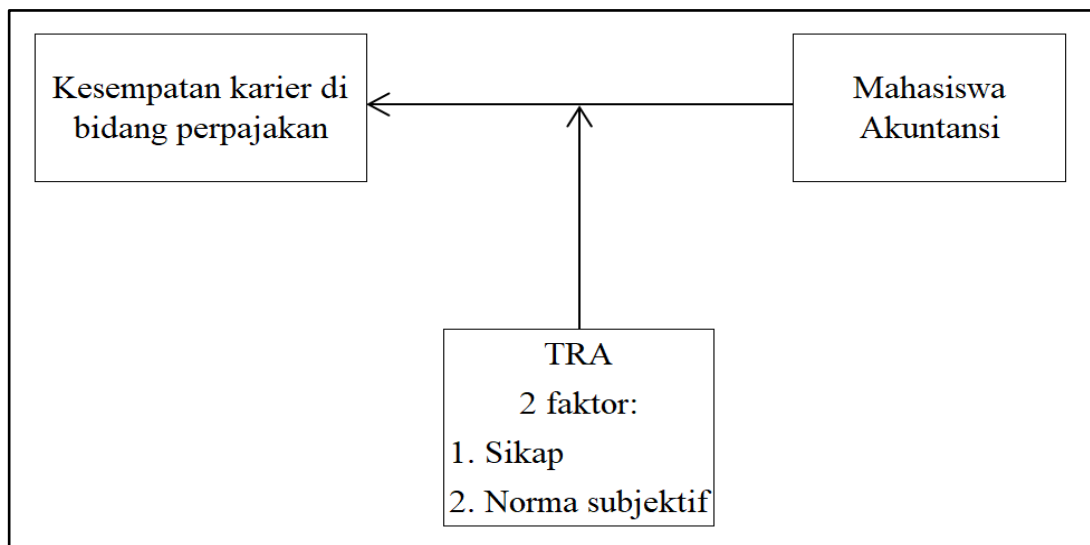 Kesempatan karier di
bidang perpajakan
Mahasiswa
Akuntansi
TRA
2 faktor:
1. Sikap
2. Norma subjektif